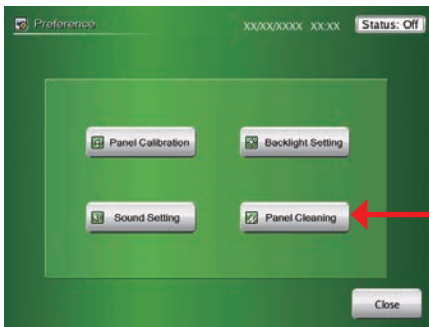 Preference XX/XX/XXXX XX:XX Status: Off
Panel Calibration Backlight Setting
Sound Setting Panel Cleaning
Close